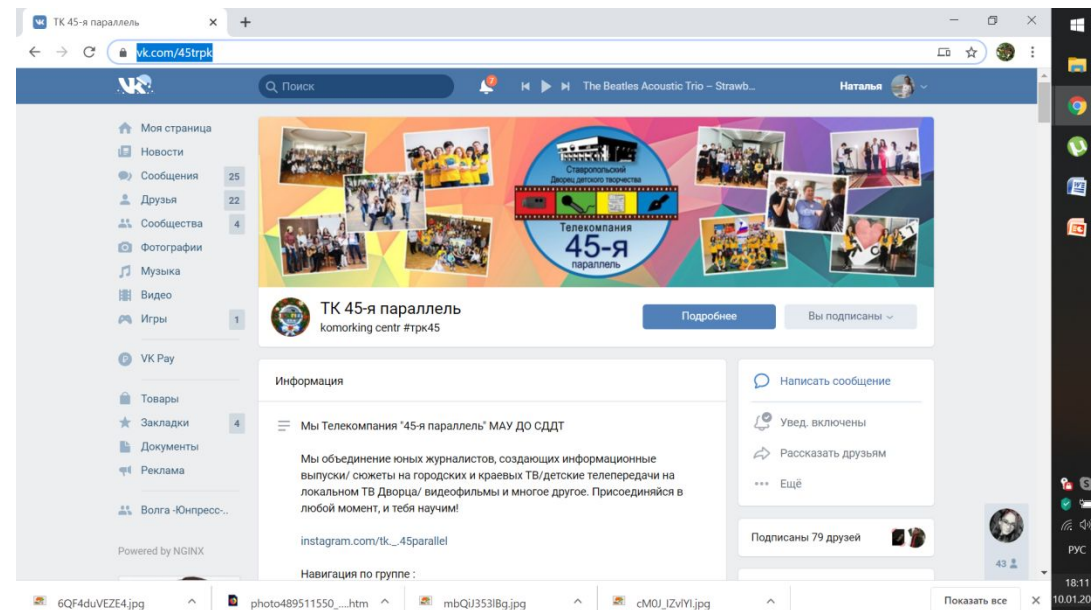 ТК 45-я параллель
vk.com/45trpk
Поиск
7
The Beatles Acoustic Trio – Strawb...
Наталья
Моя страница
Новости
Сообщения 25
Друзья 22
Сообщества 4
Фотографии
Музыка
Видео
Игры 1
VK Pay
Товары
Закладки 4
Документы
Реклама
Волга -Юнпресс-..
Powered by NGINX
Ставропольский
Дворец детского творчества
Телекомпания
45-Я
параллель
ТК 45-я параллель
komorking centr #трк45
Подробнее
Вы подписаны
Информация
Мы Телекомпания "45-я параллель" МАУ ДО СДДТ
Мы объединение юных журналистов, создающих информационные
выпуски/ сюжеты на городских и краевых ТВ/детские телепередачи на
локальном ТВ Дворца/ видеофильмы и многое другое. Присоединяйся в
любой момент, и тебя научим!
instagram.com/tk._.45parallel
Навигация по группе :
Написать сообщение
Увед. включены
Рассказать друзьям
Ещё
Подписаны 79 друзей
43
6QF4duVEZE4.jpg
photo489511550_....htm
mbQiJ353lBg.jpg
cM0J_IZvlYI.jpg
Показать все
РУС
18:11
10.01.20